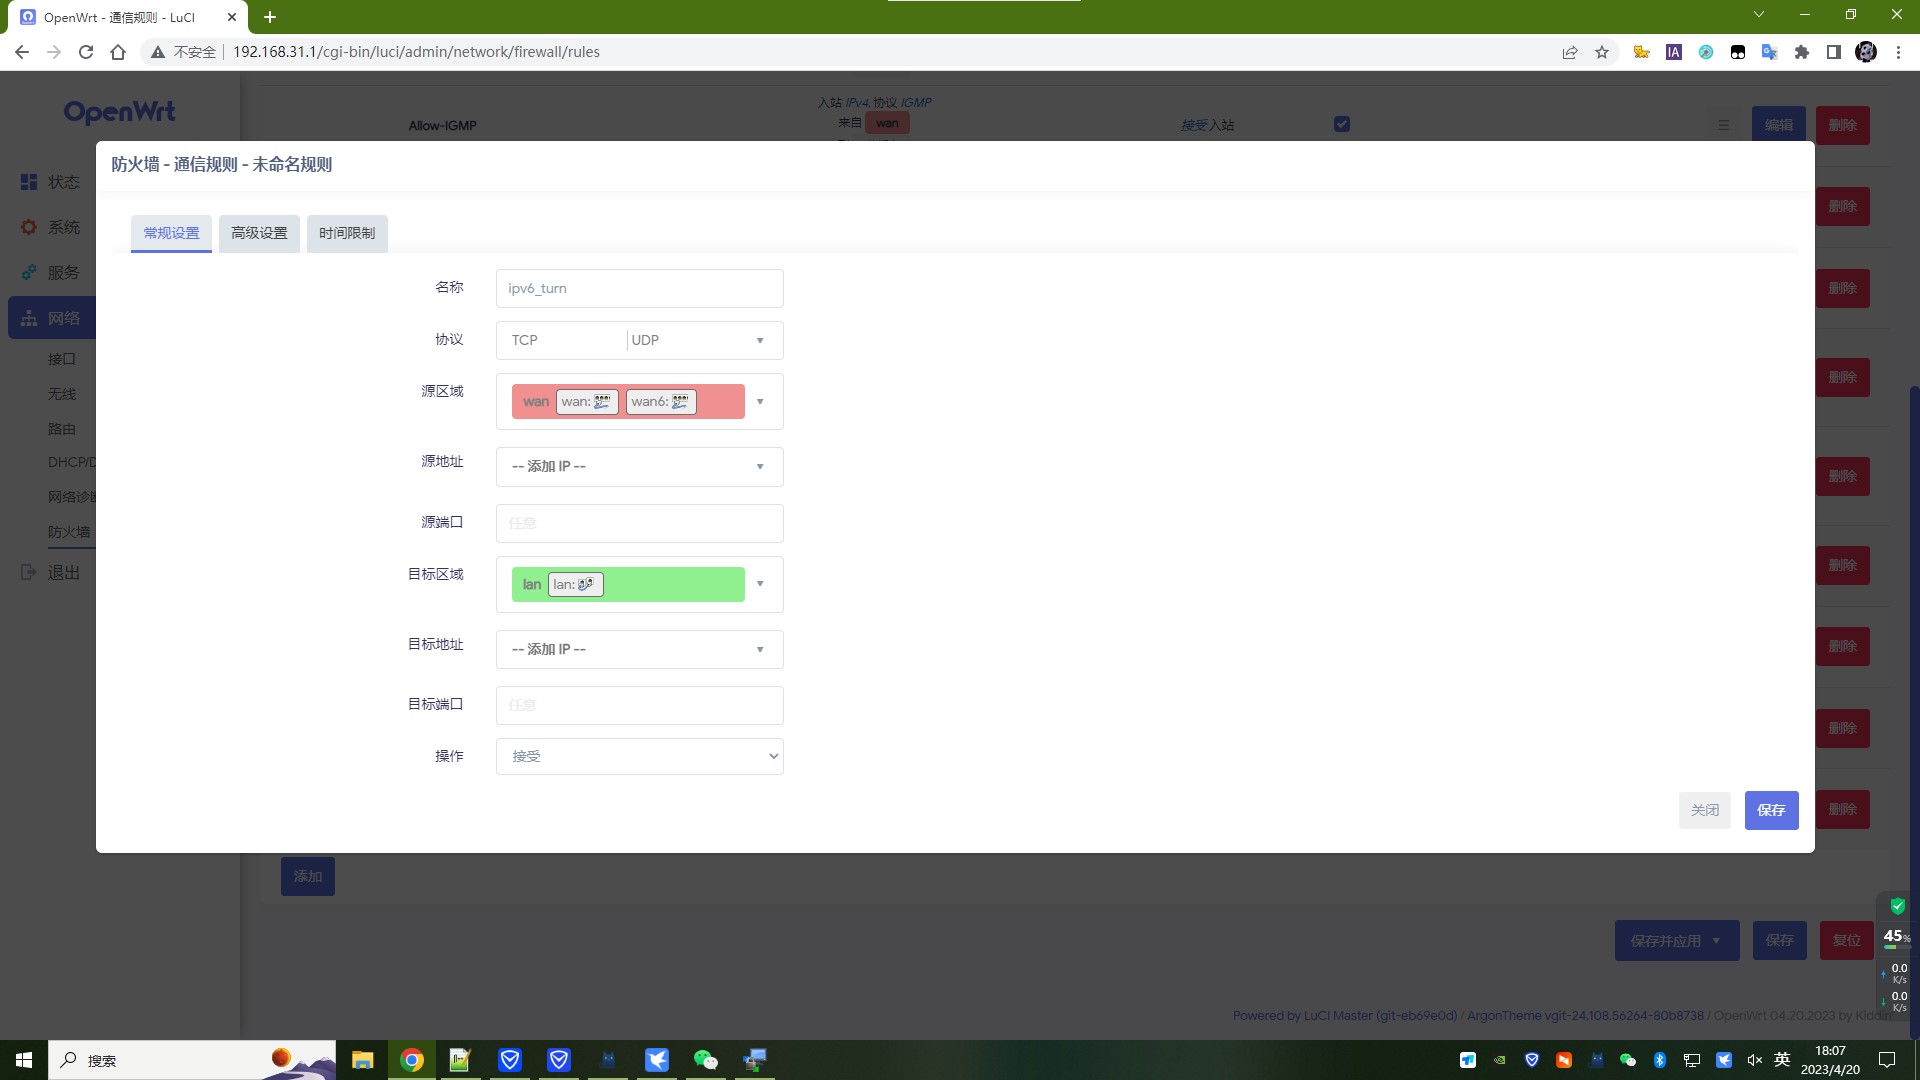 OpenWrt - 通信规则 - LuCI
不安全 192.168.31.1/cgi-bin/luci/admin/network/firewall/rules
OpenWrt
状态
系统
服务
网络
接口
无线
路由
DHCP/D
网络诊断
防火墙
退出
Allow-IGMP
入站 IPv4, 协议 IGMP
来自 wan
接受入站
编辑 删除
防火墙 - 通信规则 - 未命名规则
常规设置 高级设置 时间限制
名称 ipv6_turn
协议 TCP UDP
源区域 wan wan: wan6:
源地址 -- 添加 IP --
源端口 任意
目标区域 lan lan:
目标地址 -- 添加 IP --
目标端口 任意
操作 接受
关闭 保存
删除
删除
删除
删除
删除
删除
删除
删除
添加
保存并应用 保存 复位
45%
0.0
K/s
0.0
K/s
Powered by LuCI Master (git-eb69e0d) / ArgonTheme vgit-24.108.56264-80b8738 / OpenWrt 04.20.2023 by Kiddin
搜索
英
18:07
2023/4/20